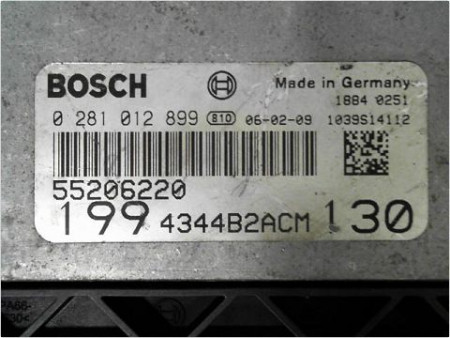 BOSCH Made in Germany
1884 0251
0 281 012 899 810 06-02-09 1039S14112
55206220
199 4344B2ACM 130
PA66-